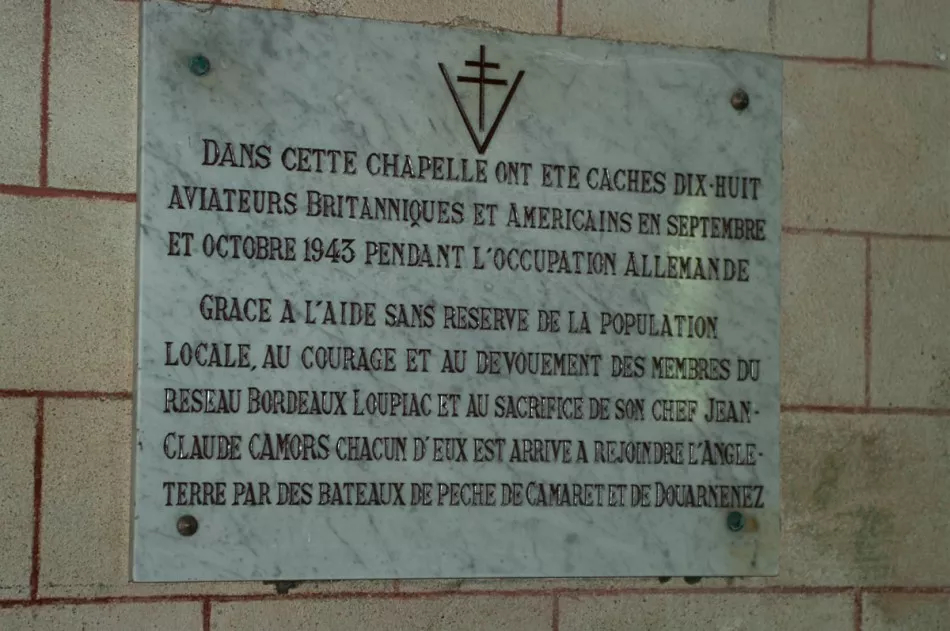 DANS CETTE CHAPELLE ONT ETE CACHES DIX-HUIT
AVIATEURS BRITANNIQUES ET AMERICAINS EN SEPTEMBRE
ET OCTOBRE 1943 PENDANT L'OCCUPATION ALLEMANDE
GRACE A L'AIDE SANS RESERVE DE LA POPULATION
LOCALE, AU COURAGE ET AU DEVOUEMENT DES MEMBRES DU
RESEAU BORDEAUX LOUPIAC ET AU SACRIFICE DE SON CHEF JEAN-
CLAUDE CAMORS CHACUN D'EUX EST ARRIVE A REJOINDRE L'ANGLE-
TERRE PAR DES BATEAUX DE PECHE DE CAMARET ET DE DOUARNENEZ